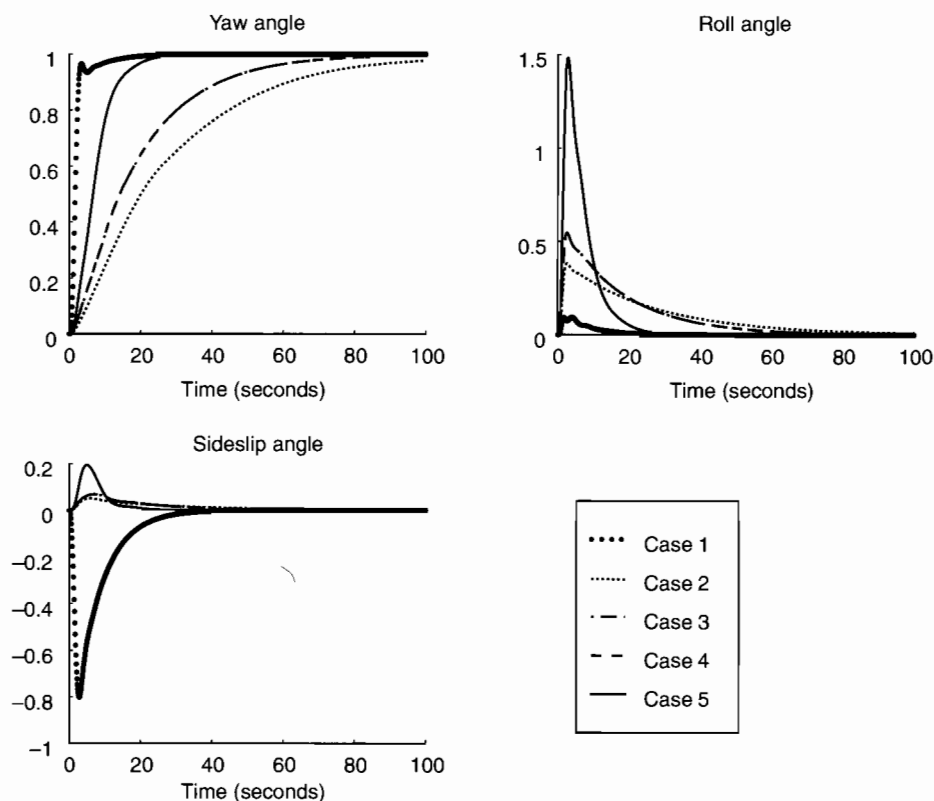 Yaw angle
1
0.8
0.6
0.4
0.2
0
0 20 40 60 80 100
Time (seconds)
Roll angle
1.5
1
0.5
0
0 20 40 60 80 100
Time (seconds)
Sideslip angle
0.2
0
−0.2
−0.4
−0.6
−0.8
−1
0 20 40 60 80 100
Time (seconds)
Case 1
Case 2
Case 3
Case 4
Case 5